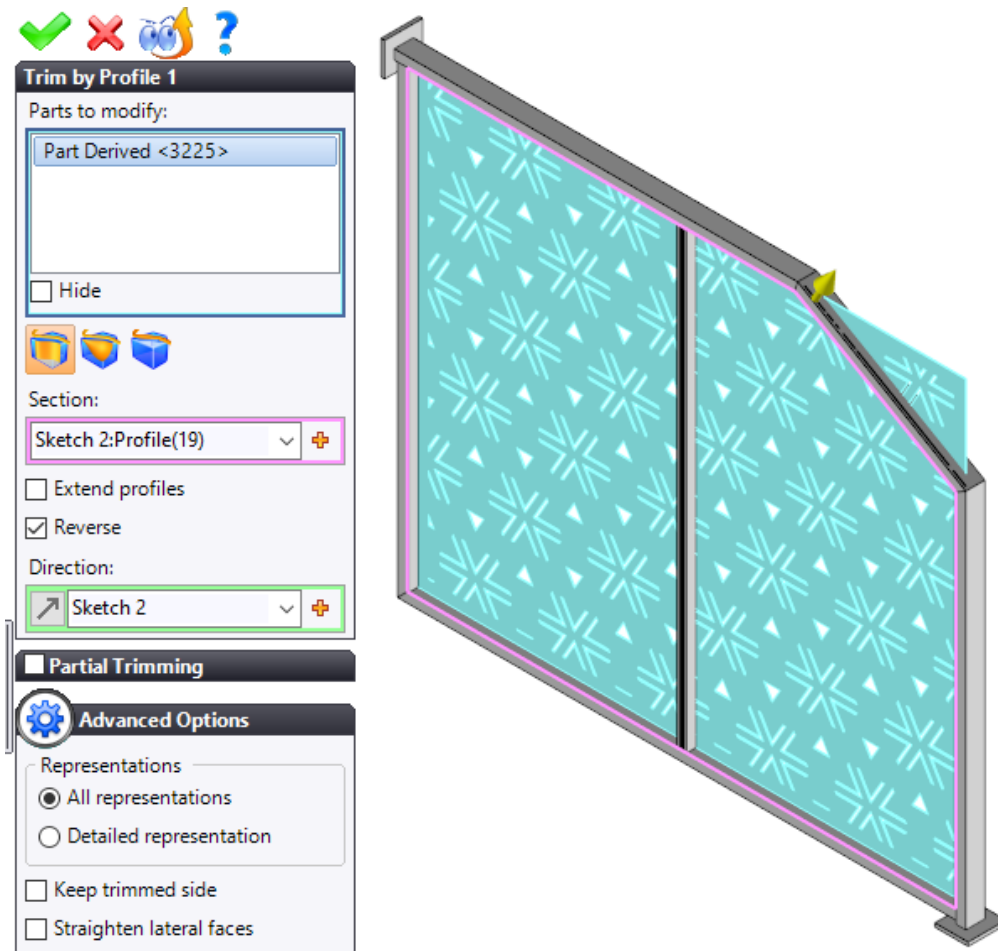 ?
Trim by Profile 1
Parts to modify:
Part Derived <3225>
Hide
Section:
Sketch 2:Profile(19)
Extend profiles
Reverse
Direction:
Sketch 2
Partial Trimming
Advanced Options
Representations
All representations
Detailed representation
Keep trimmed side
Straighten lateral faces